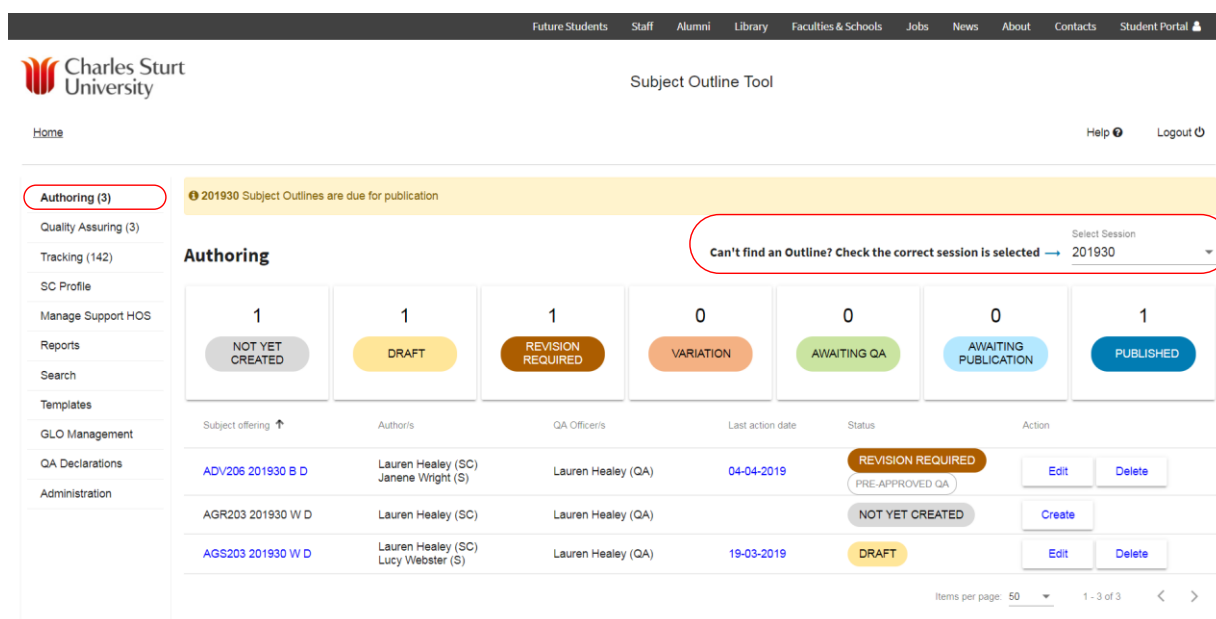 Future Students Staff Alumni Library Faculties & Schools Jobs News About Contacts Student Portal
Charles Sturt
University
Subject Outline Tool
Home
Help
Logout
Authoring (3)
Quality Assuring (3)
Tracking (142)
SC Profile
Manage Support HOS
Reports
Search
Templates
GLO Management
QA Declarations
Administration
201930 Subject Outlines are due for publication
Authoring
Can't find an Outline? Check the correct session is selected →
Select Session
201930
1
NOT YET
CREATED
1
DRAFT
1
REVISION
REQUIRED
0
VARIATION
0
AWAITING QA
0
AWAITING
PUBLICATION
1
PUBLISHED
Subject offering ↑ Author/s QA Officer/s Last action date Status Action
ADV206 201930 B D
Lauren Healey (SC)
Janene Wright (S)
Lauren Healey (QA)
04-04-2019
REVISION REQUIRED
PRE-APPROVED QA
Edit
Delete
AGR203 201930 W D
Lauren Healey (SC)
Lauren Healey (QA)
NOT YET CREATED
Create
AGS203 201930 W D
Lauren Healey (SC)
Lucy Webster (S)
Lauren Healey (QA)
19-03-2019
DRAFT
Edit
Delete
Items per page: 50 1 - 3 of 3